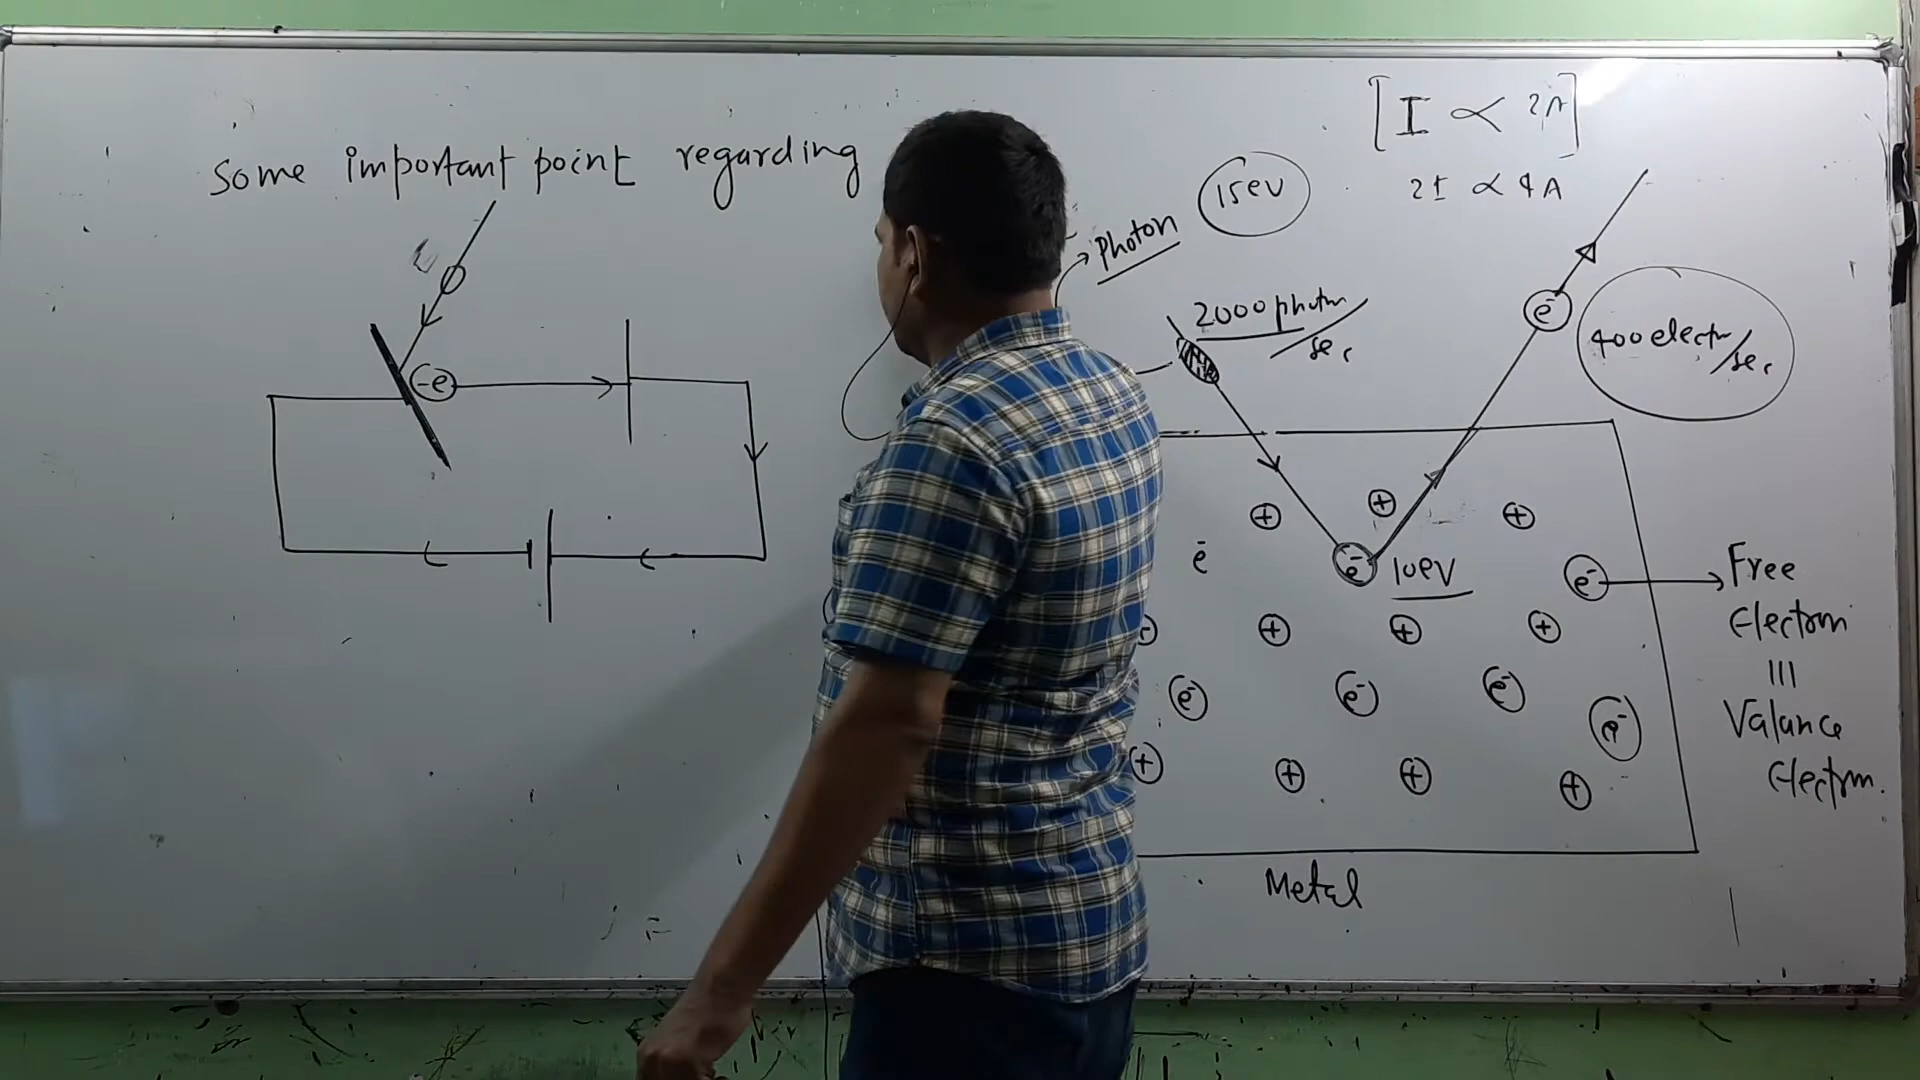 Some important point regarding
[I ∝ 2A]
2I ∝ 4A
15ev
Photon
2000 photon/sec
e-
400 electron/sec
-e
+ + +
ē e- 10eV e- Free
+ + + Electron
|||
e- e- e- e- Valance
+ + + + Electron.
Metal